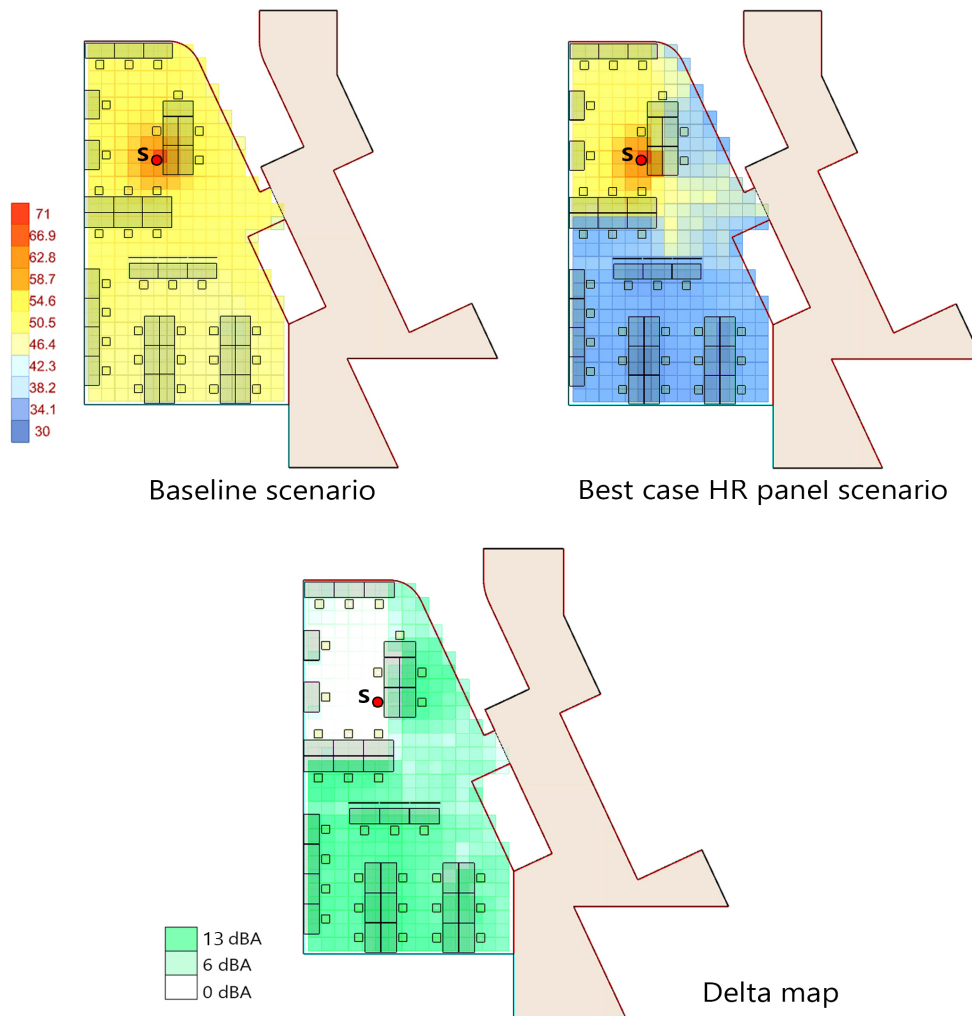 S
S
71
66.9
62.8
58.7
54.6
50.5
46.4
42.3
38.2
34.1
30
Baseline scenario
Best case HR panel scenario
S
13 dBA
6 dBA
0 dBA
Delta map